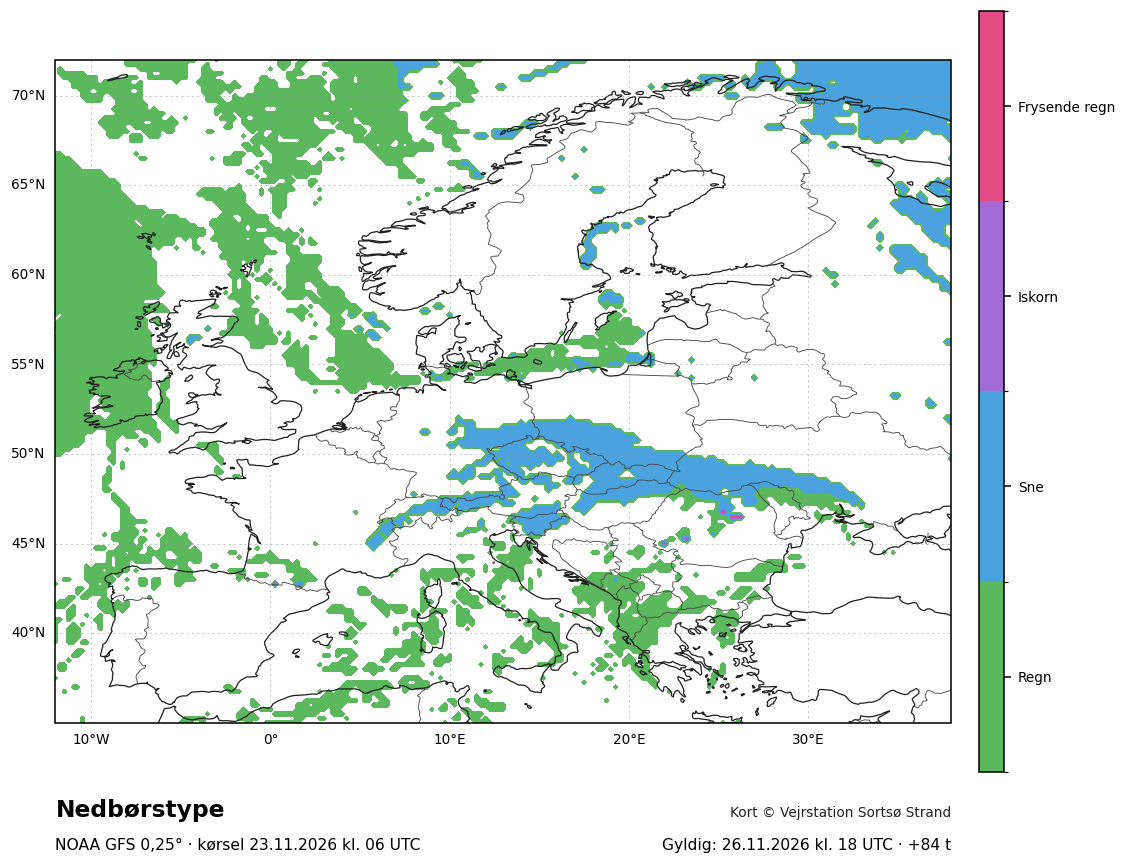 70°N
65°N
60°N
55°N
50°N
45°N
40°N
10°W
0°
10°E
20°E
30°E
Frysende regn
Iskorn
Sne
Regn
Nedbørstype
Kort © Vejrstation Sortsø Strand
NOAA GFS 0,25° · kørsel 23.11.2026 kl. 06 UTC
Gyldig: 26.11.2026 kl. 18 UTC · +84 t